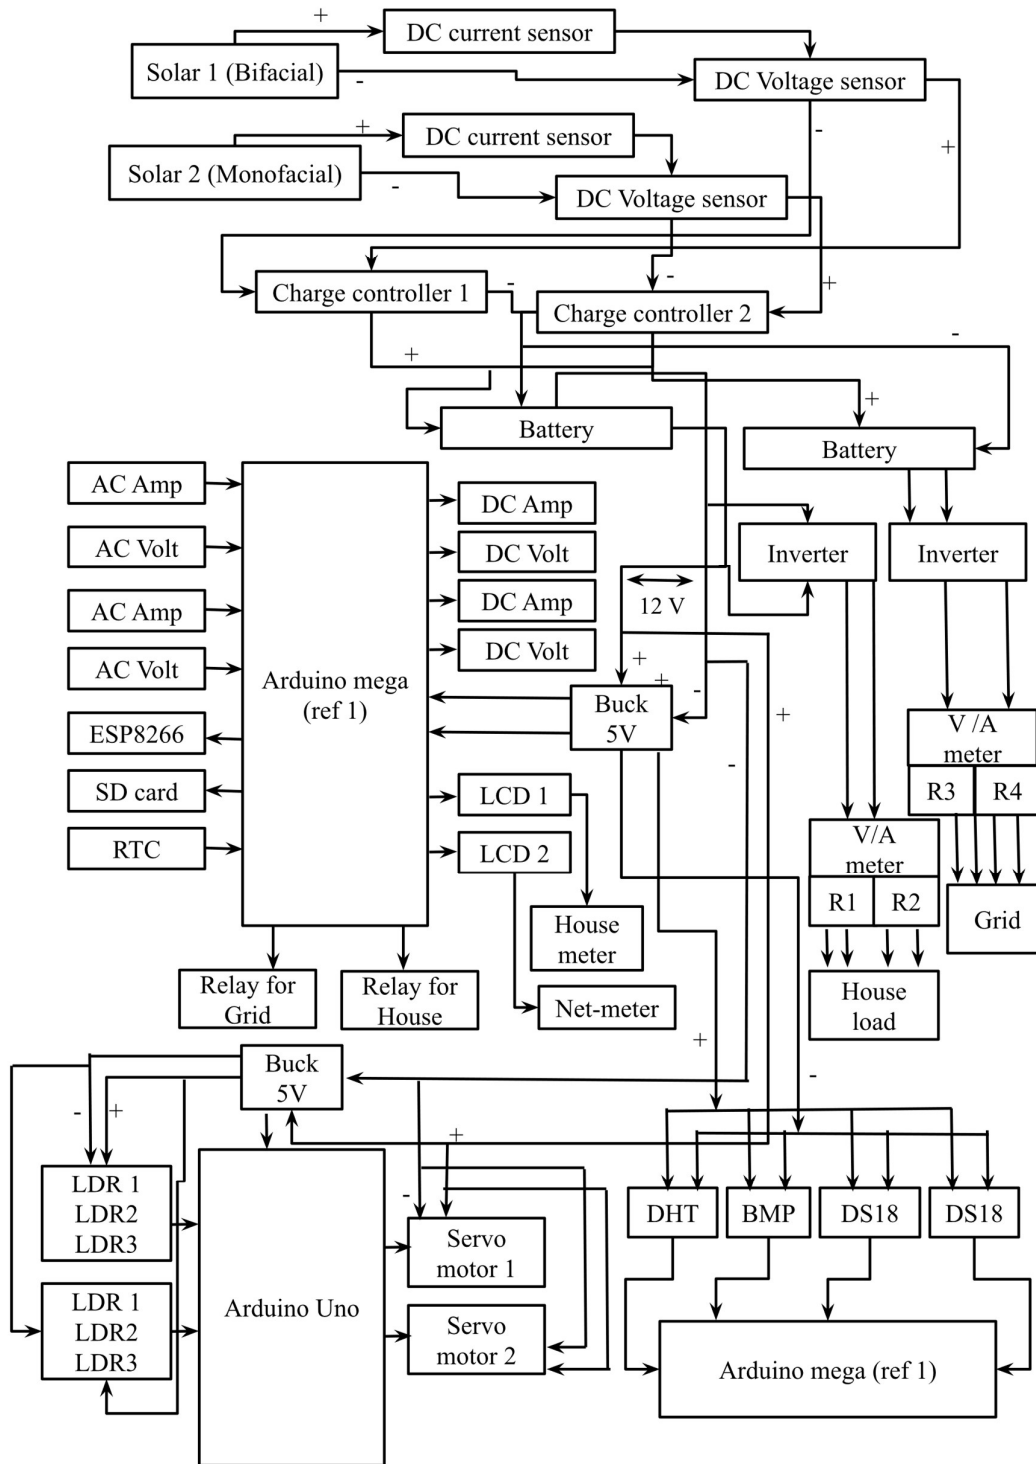 +
DC current sensor
Solar 1 (Bifacial)
-
DC Voltage sensor
-
+
+
DC current sensor
Solar 2 (Monofacial)
-
DC Voltage sensor
-
+
Charge controller 1
-
Charge controller 2
+
-
+
Battery
Battery
AC Amp
DC Amp
AC Volt
DC Volt
Inverter
Inverter
AC Amp
DC Amp
12 V
AC Volt
DC Volt
Arduino mega
(ref 1)
+
+
-
Buck
5V
+
-
ESP8266
SD card
RTC
LCD 1
LCD 2
V /A
meter
R3
R4
V/A
meter
R1
R2
Grid
House
meter
House
load
Relay for
Grid
Relay for
House
Net-meter
+
-
Buck
5V
-
+
+
-
LDR 1
LDR2
LDR3
Servo
motor 1
DHT
BMP
DS18
DS18
LDR 1
LDR2
LDR3
Arduino Uno
Servo
motor 2
Arduino mega (ref 1)